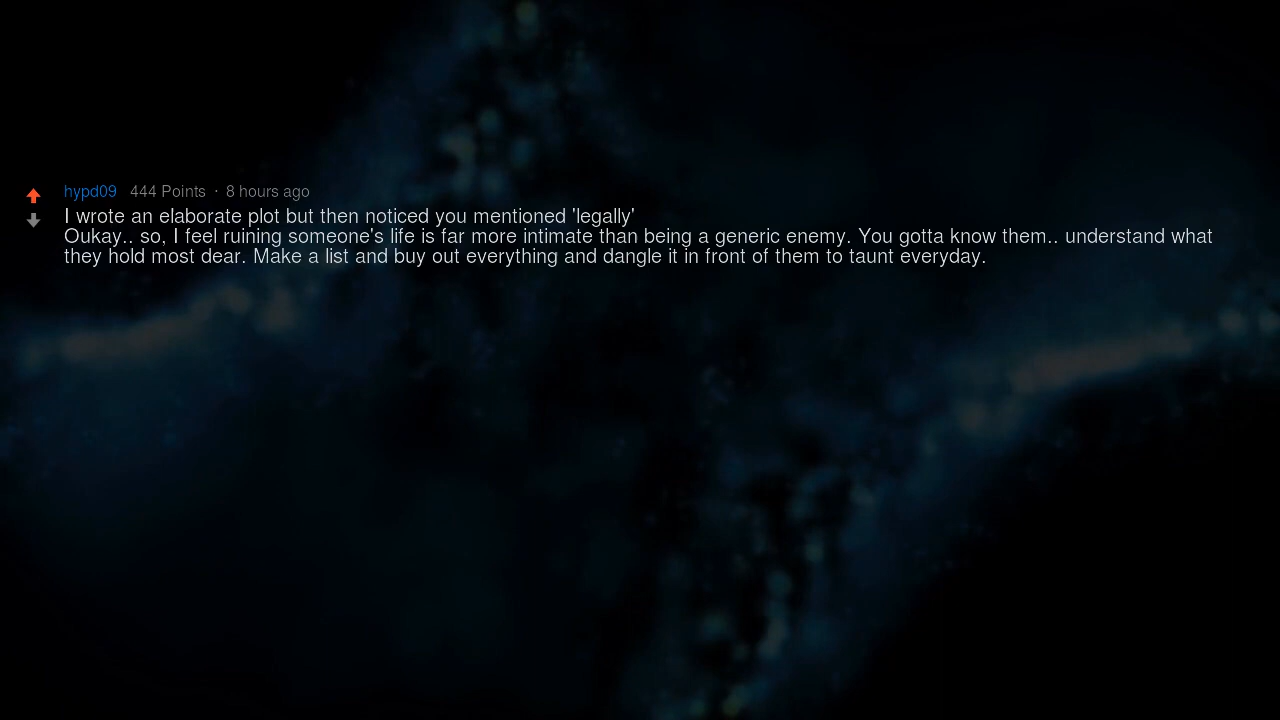 hypd09 444 Points · 8 hours ago
I wrote an elaborate plot but then noticed you mentioned 'legally'
Oukay.. so, I feel ruining someone's life is far more intimate than being a generic enemy. You gotta know them.. understand what
they hold most dear. Make a list and buy out everything and dangle it in front of them to taunt everyday.